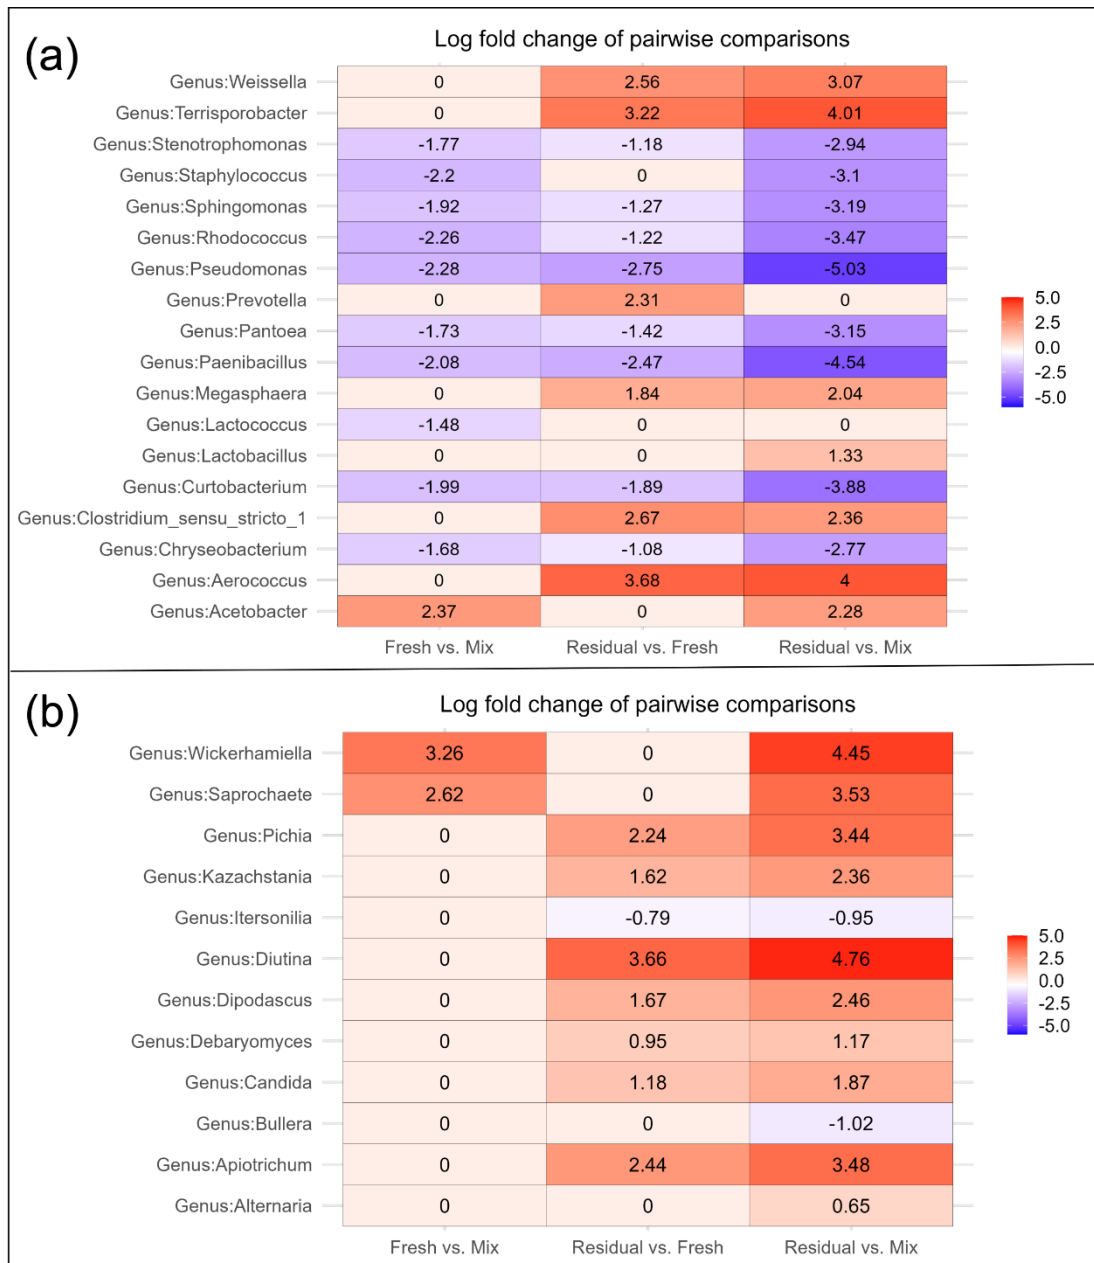 (a)
Log fold change of pairwise comparisons
Genus:Weissella 0 2.56 3.07
Genus:Terrisporobacter 0 3.22 4.01
Genus:Stenotrophomonas -1.77 -1.18 -2.94
Genus:Staphylococcus -2.2 0 -3.1
Genus:Sphingomonas -1.92 -1.27 -3.19
Genus:Rhodococcus -2.26 -1.22 -3.47
Genus:Pseudomonas -2.28 -2.75 -5.03
Genus:Prevotella 0 2.31 0
Genus:Pantoea -1.73 -1.42 -3.15
Genus:Paenibacillus -2.08 -2.47 -4.54
Genus:Megasphaera 0 1.84 2.04
Genus:Lactococcus -1.48 0 0
Genus:Lactobacillus 0 0 1.33
Genus:Curtobacterium -1.99 -1.89 -3.88
Genus:Clostridium_sensu_stricto_1 0 2.67 2.36
Genus:Chryseobacterium -1.68 -1.08 -2.77
Genus:Aerococcus 0 3.68 4
Genus:Acetobacter 2.37 0 2.28
Fresh vs. Mix Residual vs. Fresh Residual vs. Mix
5.0
2.5
0.0
-2.5
-5.0
(b)
Log fold change of pairwise comparisons
Genus:Wickerhamiella 3.26 0 4.45
Genus:Saprochaete 2.62 0 3.53
Genus:Pichia 0 2.24 3.44
Genus:Kazachstania 0 1.62 2.36
Genus:Itersonilia 0 -0.79 -0.95
Genus:Diutina 0 3.66 4.76
Genus:Dipodascus 0 1.67 2.46
Genus:Debaryomyces 0 0.95 1.17
Genus:Candida 0 1.18 1.87
Genus:Bullera 0 0 -1.02
Genus:Apiotrichum 0 2.44 3.48
Genus:Alternaria 0 0 0.65
Fresh vs. Mix Residual vs. Fresh Residual vs. Mix
5.0
2.5
0.0
-2.5
-5.0